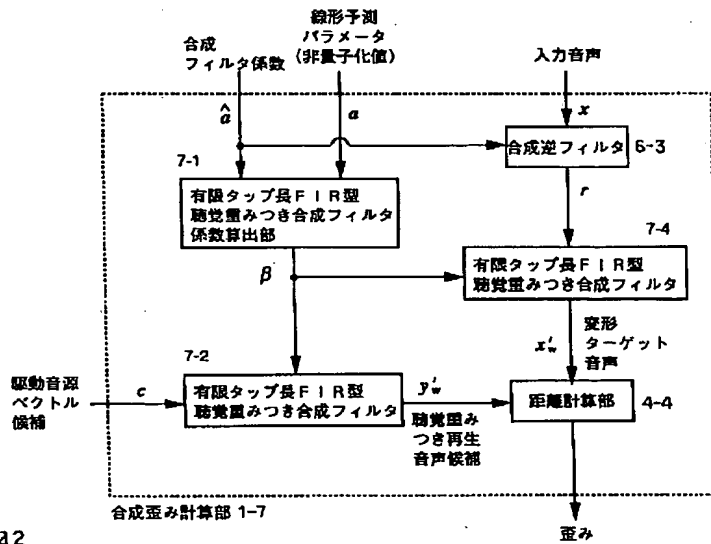 線形予測
パラメータ
(非量子化値)
合成
フィルタ係数
入力音声
â
a
x
合成逆フィルタ
6-3
7-1
有限タップ長FIR型
聴覚重みつき合成フィルタ
係数算出部
r
7-4
有限タップ長FIR型
聴覚重みつき合成フィルタ
β
7-2
x'w
変形
ターゲット
音声
駆動音源
ベクトル
候補
c
有限タップ長FIR型
聴覚重みつき合成フィルタ
y'w
聴覚重み
つき再生
音声候補
距離計算部
4-4
合成歪み計算部 1-7
歪み